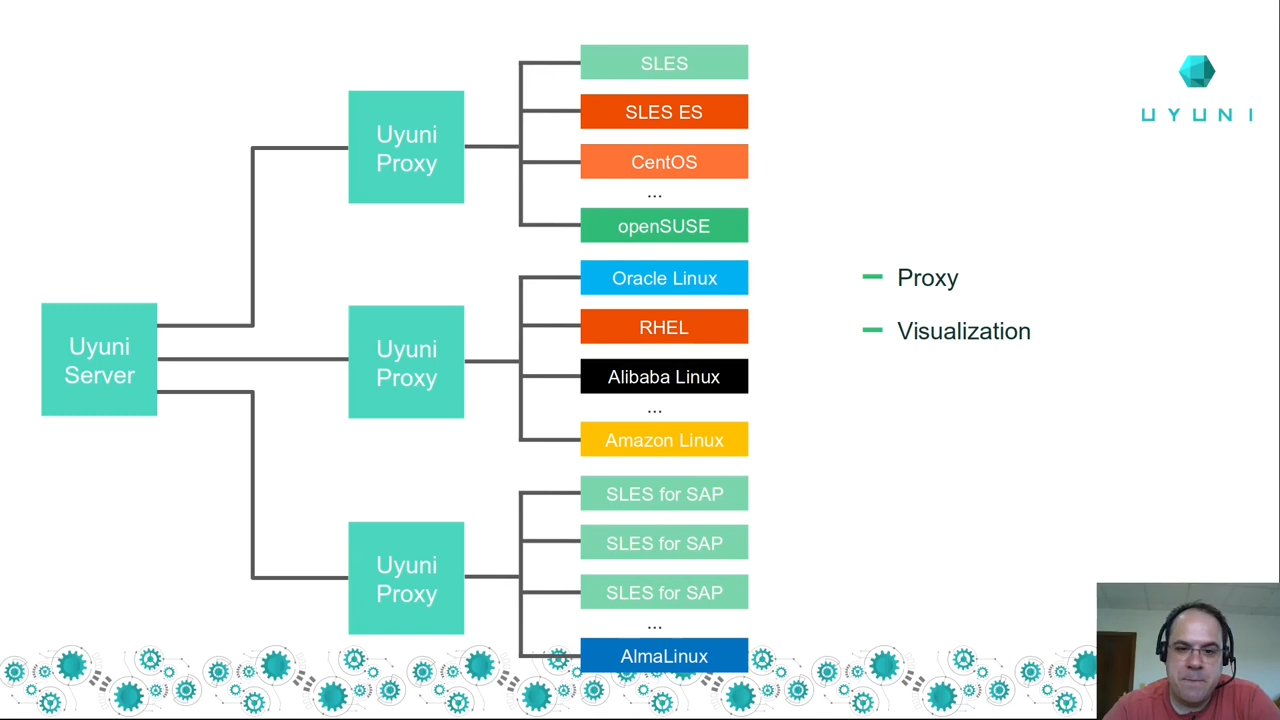 UYUNI
Uyuni
Server
Uyuni
Proxy
SLES
SLES ES
CentOS
...
openSUSE
Uyuni
Proxy
Oracle Linux
RHEL
Alibaba Linux
...
Amazon Linux
Uyuni
Proxy
SLES for SAP
SLES for SAP
SLES for SAP
...
AlmaLinux
Proxy
Visualization